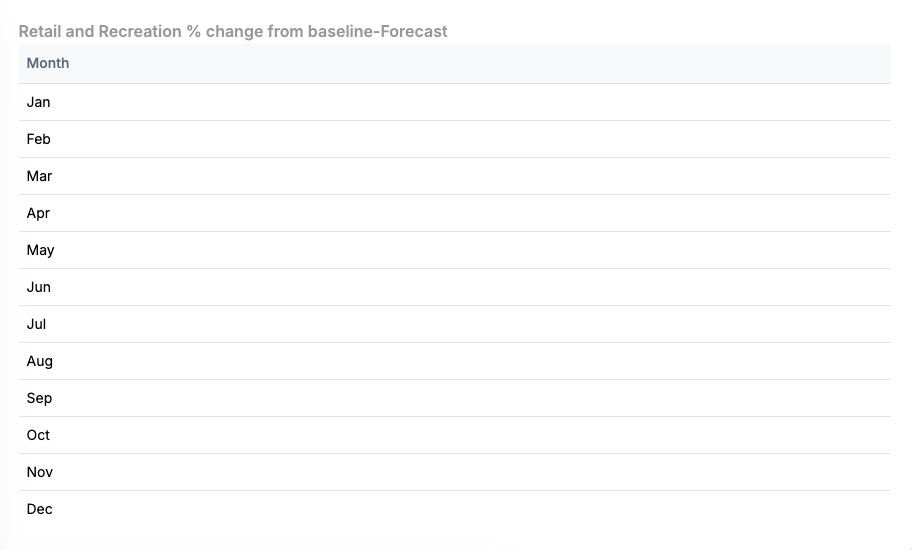 Retail and Recreation % change from baseline-Forecast
Month
Jan
Feb
Mar
Apr
May
Jun
Jul
Aug
Sep
Oct
Nov
Dec